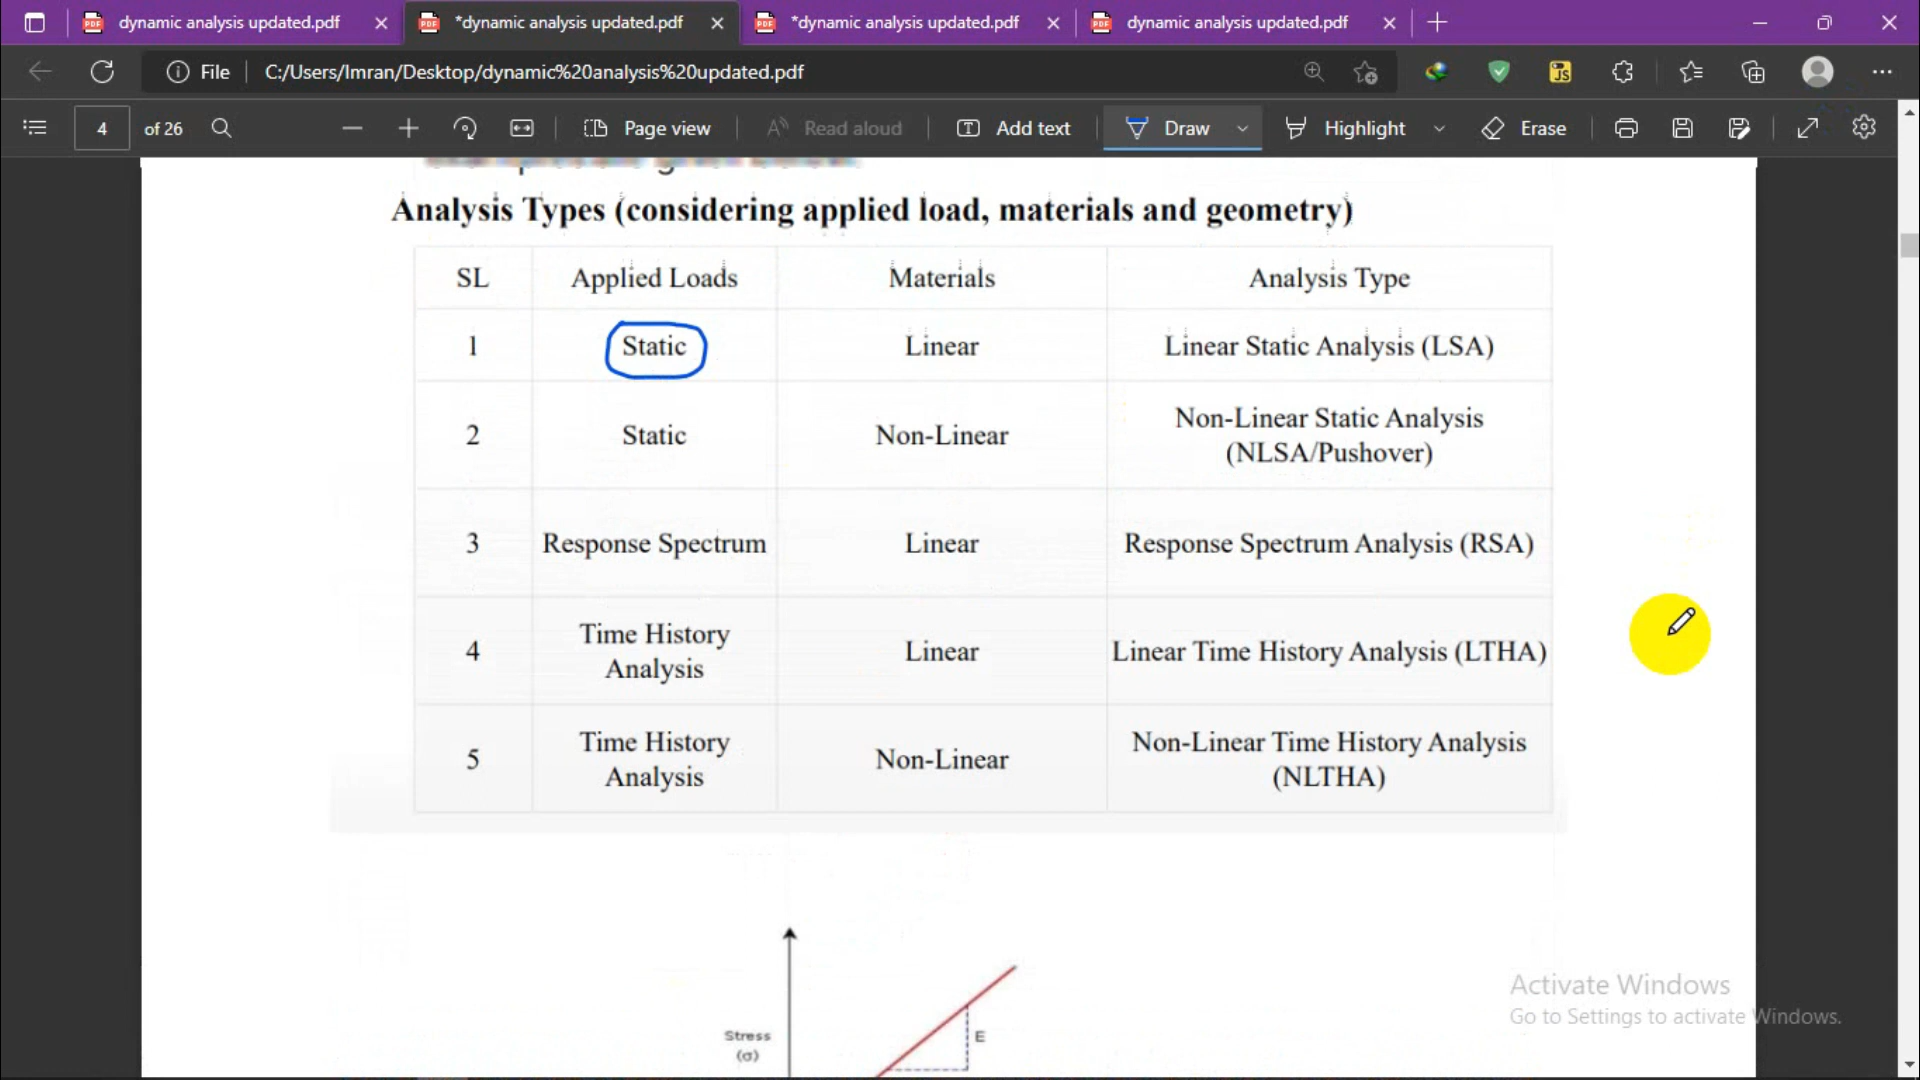 dynamic analysis updated.pdf
*dynamic analysis updated.pdf
*dynamic analysis updated.pdf
dynamic analysis updated.pdf
File
C:/Users/Imran/Desktop/dynamic%20analysis%20updated.pdf
JS
4 of 26
Page view
Read aloud
Add text
Draw
Highlight
Erase
Analysis Types (considering applied load, materials and geometry)
SL Applied Loads Materials Analysis Type
1 Static Linear Linear Static Analysis (LSA)
2 Static Non-Linear Non-Linear Static Analysis
(NLSA/Pushover)
3 Response Spectrum Linear Response Spectrum Analysis (RSA)
4 Time History
Analysis Linear Linear Time History Analysis (LTHA)
5 Time History
Analysis Non-Linear Non-Linear Time History Analysis
(NLTHA)
Stress
(σ)
E
Activate Windows
Go to Settings to activate Windows.